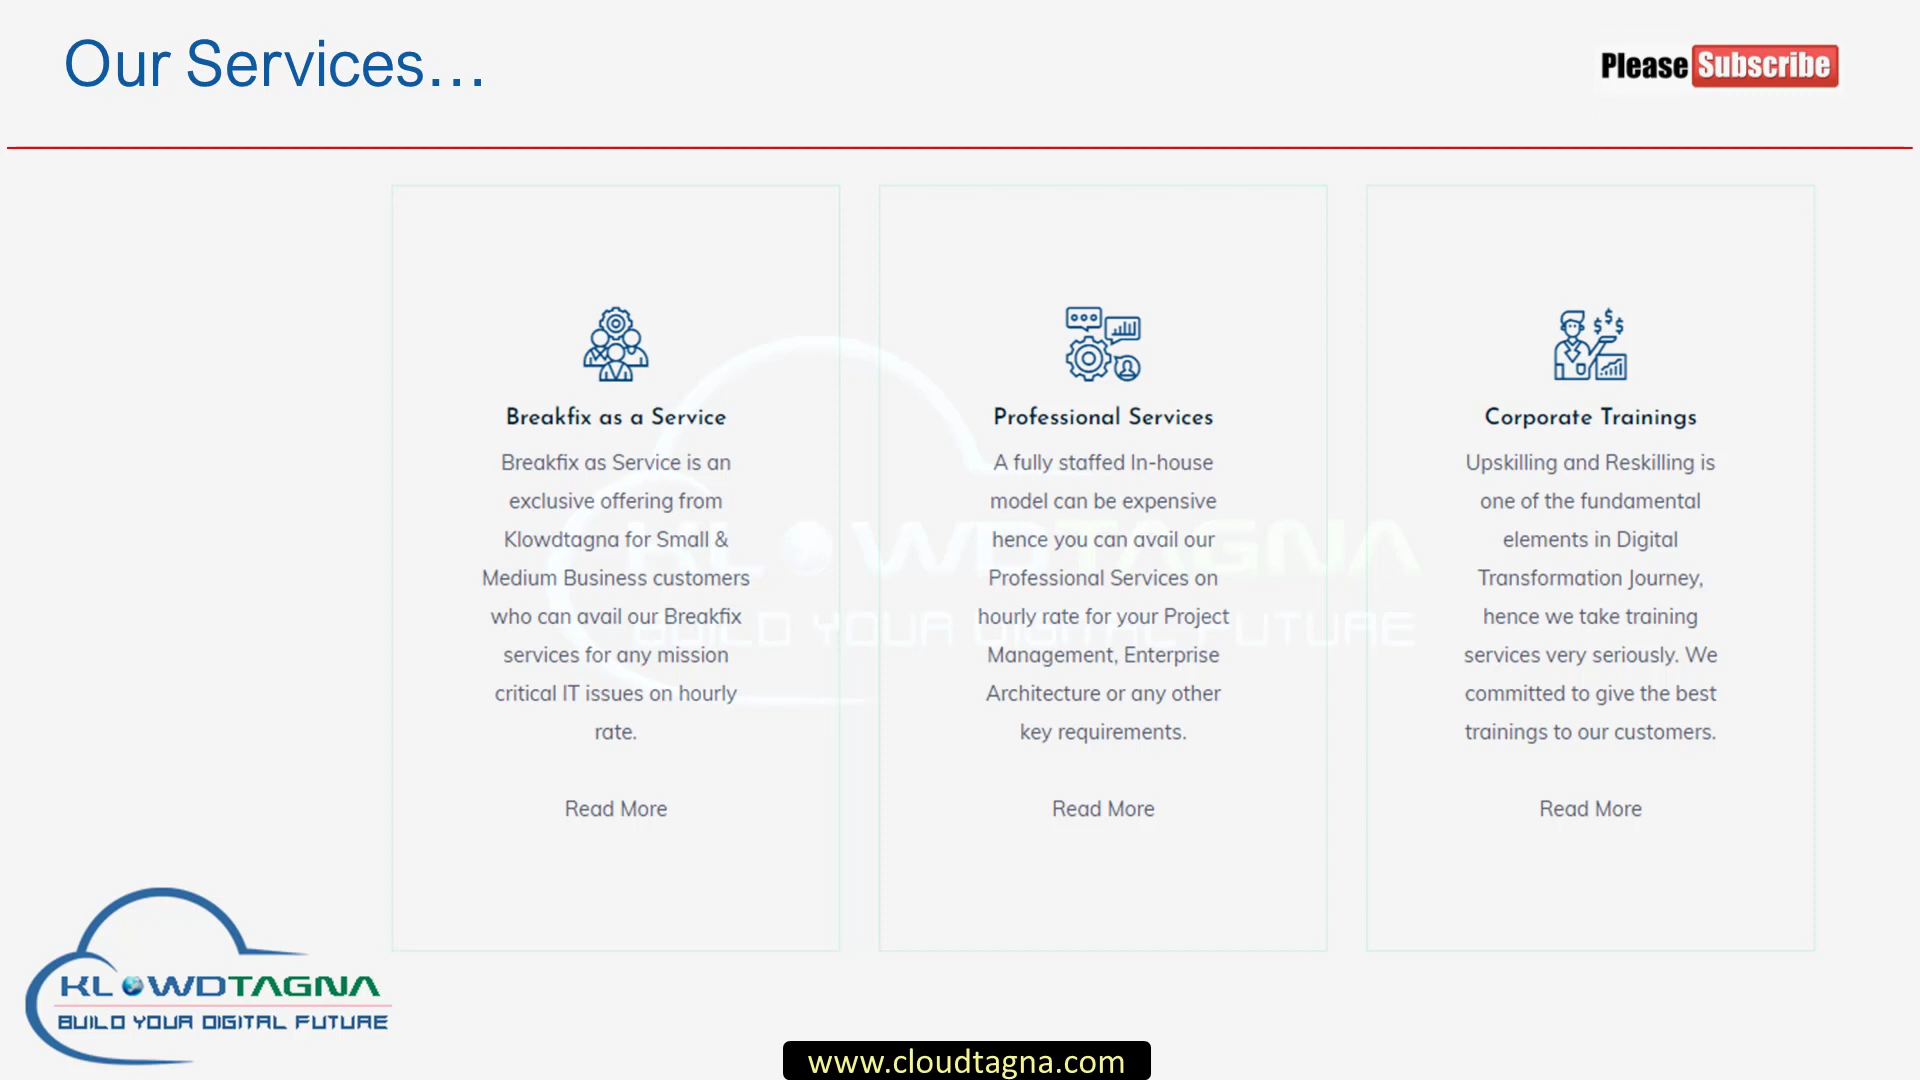 Our Services...
Please Subscribe
Breakfix as a Service
Breakfix as Service is an
exclusive offering from
Klowdtagna for Small &
Medium Business customers
who can avail our Breakfix
services for any mission
critical IT issues on hourly
rate.
Read More
Professional Services
A fully staffed In-house
model can be expensive
hence you can avail our
Professional Services on
hourly rate for your Project
Management, Enterprise
Architecture or any other
key requirements.
Read More
Corporate Trainings
Upskilling and Reskilling is
one of the fundamental
elements in Digital
Transformation Journey,
hence we take training
services very seriously. We
committed to give the best
trainings to our customers.
Read More
KLOWDTAGNA
BUILD YOUR DIGITAL FUTURE
KLOWDTAGNA
BUILD YOUR DIGITAL FUTURE
www.cloudtagna.com